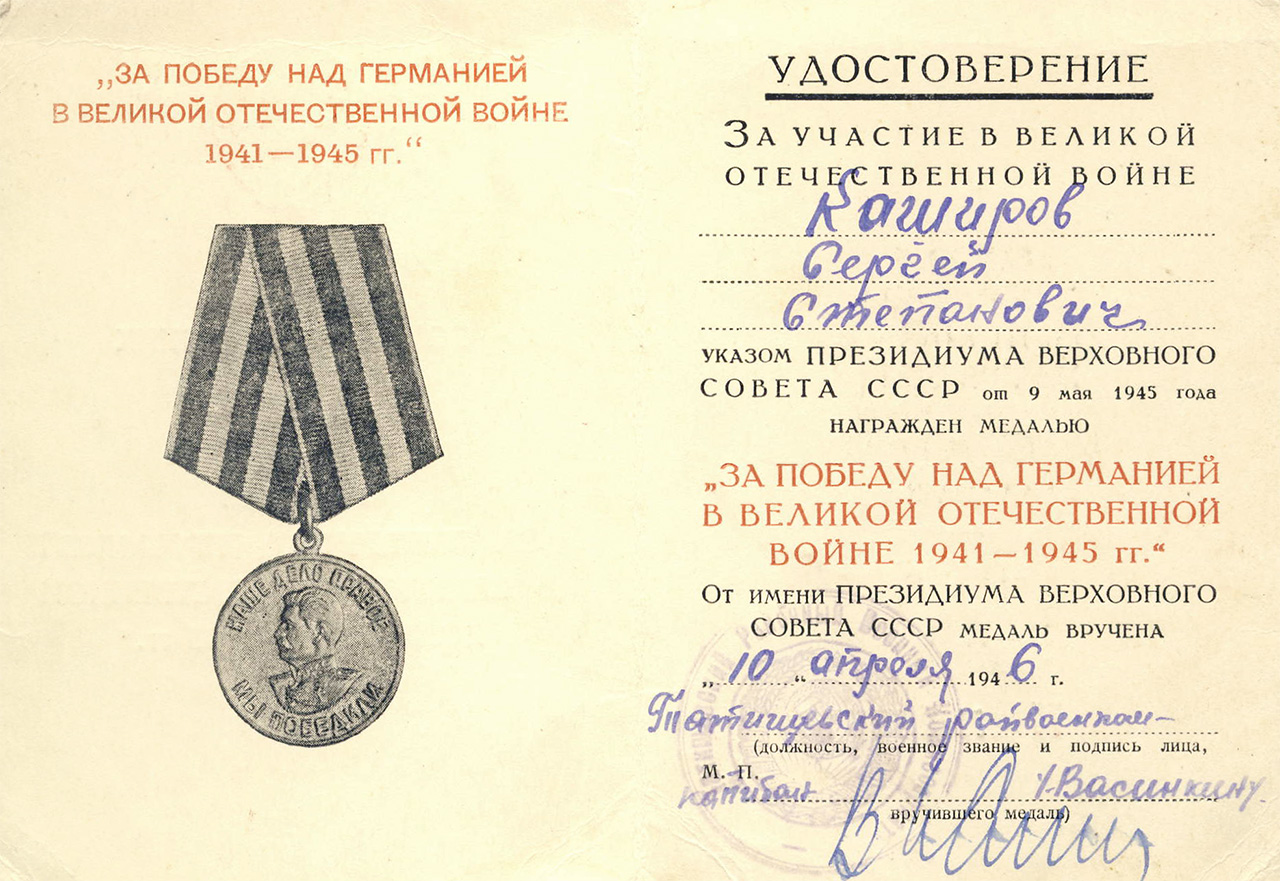 „ЗА ПОБЕДУ НАД ГЕРМАНИЕЙ
В ВЕЛИКОЙ ОТЕЧЕСТВЕННОЙ ВОЙНЕ
1941—1945 гг.“
НАШЕ ДЕЛО ПРАВОЕ
МЫ ПОБЕДИЛИ
УДОСТОВЕРЕНИЕ
ЗА УЧАСТИЕ В ВЕЛИКОЙ
ОТЕЧЕСТВЕННОЙ ВОЙНЕ
Каширов
Сергей
Степанович
УКАЗОМ ПРЕЗИДИУМА ВЕРХОВНОГО
СОВЕТА СССР от 9 мая 1945 года
НАГРАЖДЕН МЕДАЛЬЮ
„ЗА ПОБЕДУ НАД ГЕРМАНИЕЙ
В ВЕЛИКОЙ ОТЕЧЕСТВЕННОЙ
ВОЙНЕ 1941—1945 гг.“
ОТ ИМЕНИ ПРЕЗИДИУМА ВЕРХОВНОГО
СОВЕТА СССР МЕДАЛЬ ВРУЧЕНА
„10“ апреля 1946 г.
райвоенком-
(должность, военное звание и подпись лица,
М. П.
вручившего медаль)